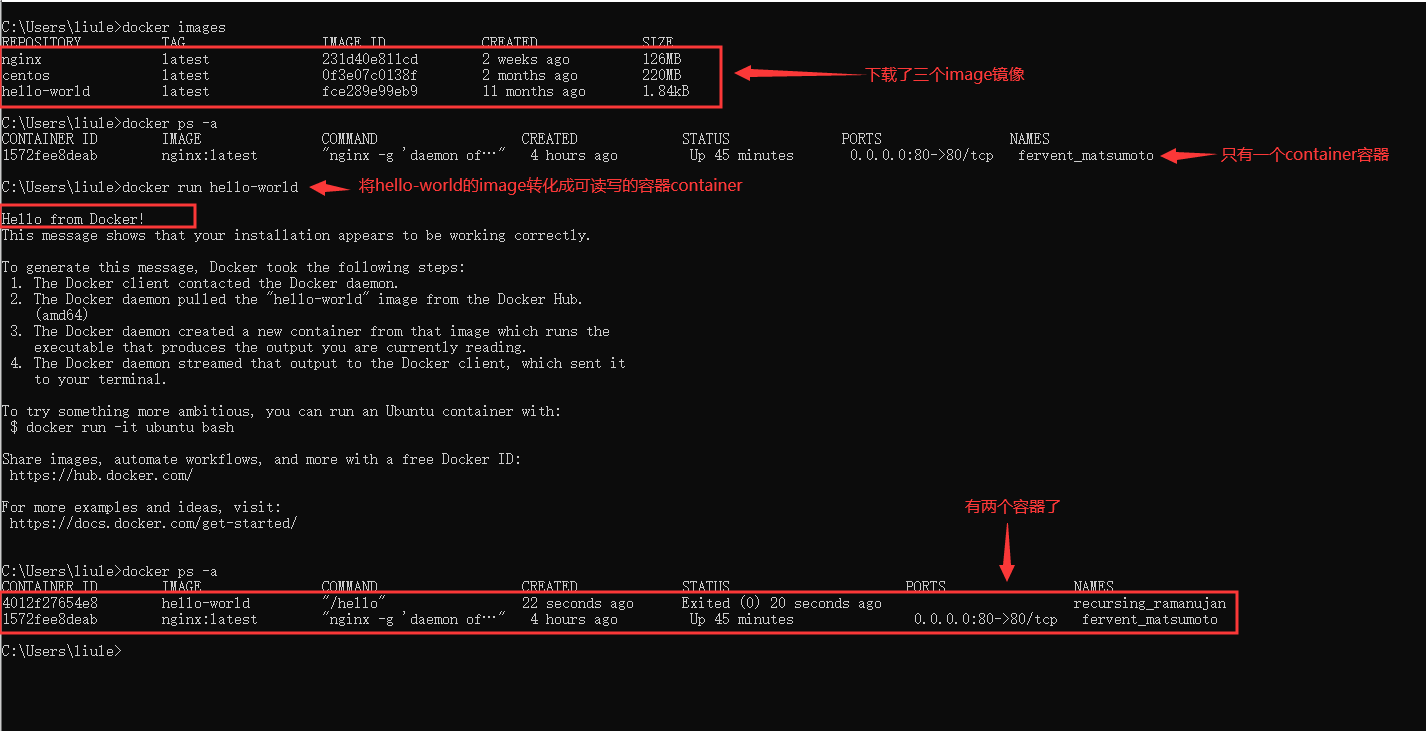 C:\Users\liule>docker images
REPOSITORY TAG IMAGE ID CREATED SIZE
nginx latest 231d40e811cd 2 weeks ago 126MB
centos latest 0f3e07c0138f 2 months ago 220MB
hello-world latest fce289e99eb9 11 months ago 1.84kB
下载了三个image镜像
C:\Users\liule>docker ps -a
CONTAINER ID IMAGE COMMAND CREATED STATUS PORTS NAMES
1572fee8deab nginx:latest "nginx -g 'daemon of…" 4 hours ago Up 45 minutes 0.0.0.0:80->80/tcp fervent_matsumoto
只有一个container容器
C:\Users\liule>docker run hello-world
将hello-world的image转化成可读写的容器container
Hello from Docker!
This message shows that your installation appears to be working correctly.
To generate this message, Docker took the following steps:
1. The Docker client contacted the Docker daemon.
2. The Docker daemon pulled the "hello-world" image from the Docker Hub.
(amd64)
3. The Docker daemon created a new container from that image which runs the
executable that produces the output you are currently reading.
4. The Docker daemon streamed that output to the Docker client, which sent it
to your terminal.
To try something more ambitious, you can run an Ubuntu container with:
$ docker run -it ubuntu bash
Share images, automate workflows, and more with a free Docker ID:
https://hub.docker.com/
For more examples and ideas, visit:
https://docs.docker.com/get-started/
有两个容器了
C:\Users\liule>docker ps -a
CONTAINER ID IMAGE COMMAND CREATED STATUS PORTS NAMES
4012f27654e8 hello-world "/hello" 22 seconds ago Exited (0) 20 seconds ago recursing_ramanujan
1572fee8deab nginx:latest "nginx -g 'daemon of…" 4 hours ago Up 45 minutes 0.0.0.0:80->80/tcp fervent_matsumoto
C:\Users\liule>